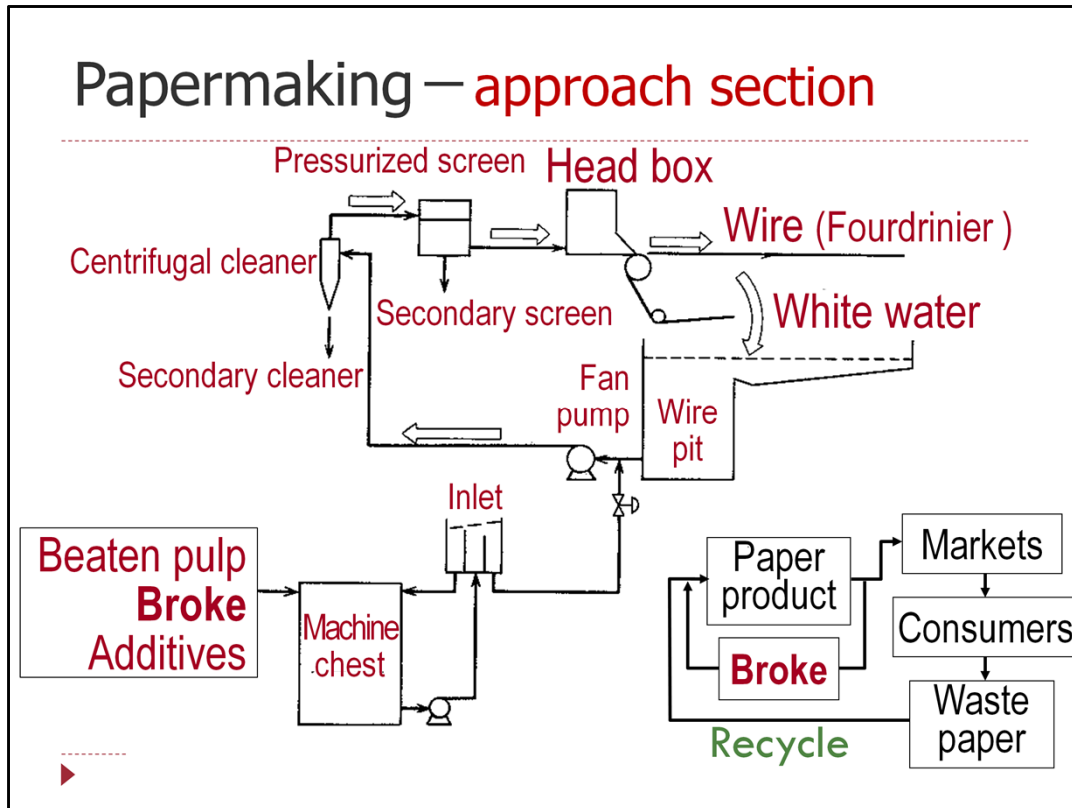 Papermaking – approach section
Pressurized screen
Head box
Wire (Fourdrinier )
Centrifugal cleaner
Secondary screen
White water
Secondary cleaner
Fan
pump
Wire
pit
Inlet
Beaten pulp
Broke
Additives
Machine
chest
Paper
product
Markets
Consumers
Broke
Waste
paper
Recycle